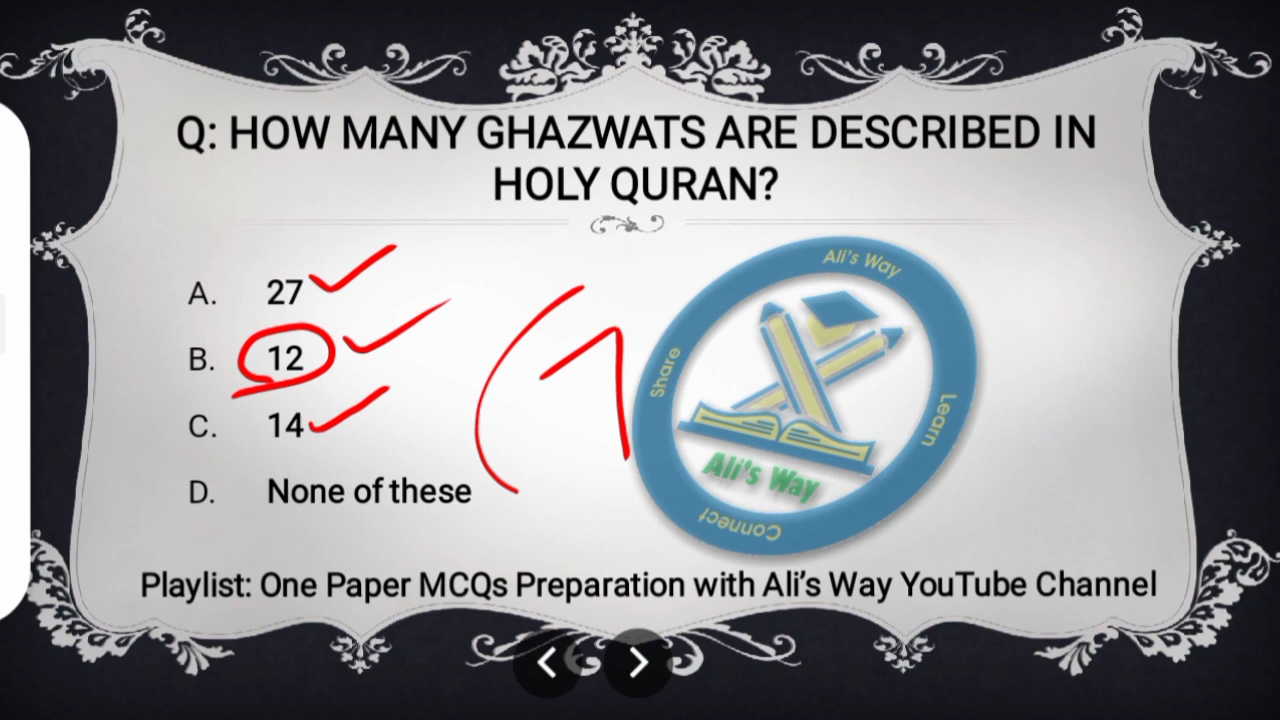 Q: HOW MANY GHAZWATS ARE DESCRIBED IN
HOLY QURAN?
A. 27
B. 12
C. 14
D. None of these
Ali's Way
Share
Learn
Ali's Way
Connect
Playlist: One Paper MCQs Preparation with Ali's Way YouTube Channel